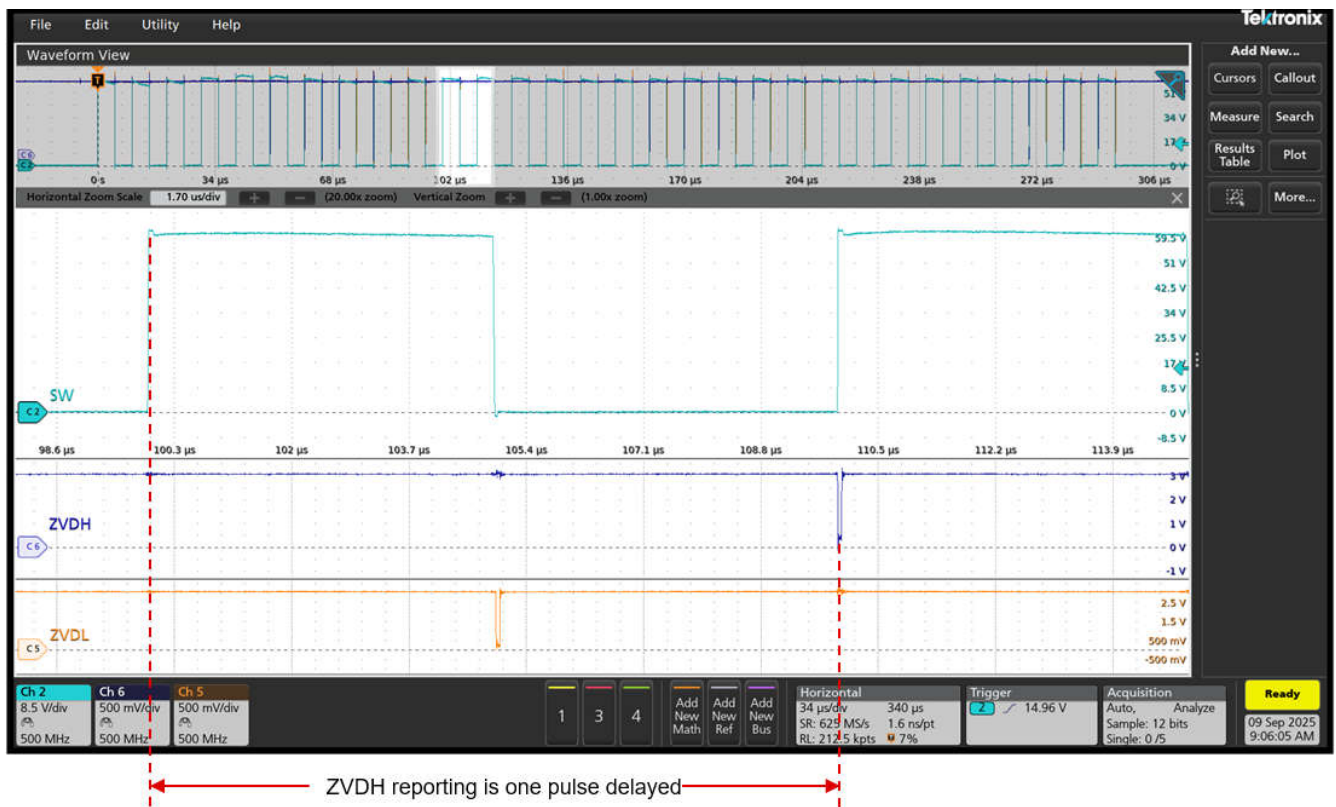 File Edit Utility Help
Tektronix
Waveform View
Add New...
Cursors Callout
Measure Search
Results Table Plot
More...
34 V
0 V
C6
C2
0 s 34 µs 68 µs 102 µs 136 µs 170 µs 204 µs 238 µs 272 µs 306 µs
Horizontal Zoom Scale 1.70 us/div (20.00x zoom) Vertical Zoom (1.00x zoom)
59.5 V
51 V
42.5 V
34 V
25.5 V
17
SW
8.5 V
C2
0 V
-8.5 V
98.6 µs 100.3 µs 102 µs 103.7 µs 105.4 µs 107.1 µs 108.8 µs 110.5 µs 112.2 µs 113.9 µs
3 V
2 V
ZVDH
1 V
C6
0 V
-1 V
2.5 V
1.5 V
ZVDL
C5
500 mV
-500 mV
Ch 2
8.5 V/div
500 MHz
Ch 6
500 mV/div
500 MHz
Ch 5
500 mV/div
500 MHz
1 3 4
Add New Math
Add New Ref
Add New Bus
Horizontal
34 µs/div 340 µs
SR: 625 MS/s 1.6 ns/pt
RL: 212.5 kpts 7%
Trigger
2 14.96 V
Acquisition
Auto, Analyze
Sample: 12 bits
Single: 0 /5
Ready
09 Sep 2025
9:06:05 AM
ZVDH reporting is one pulse delayed